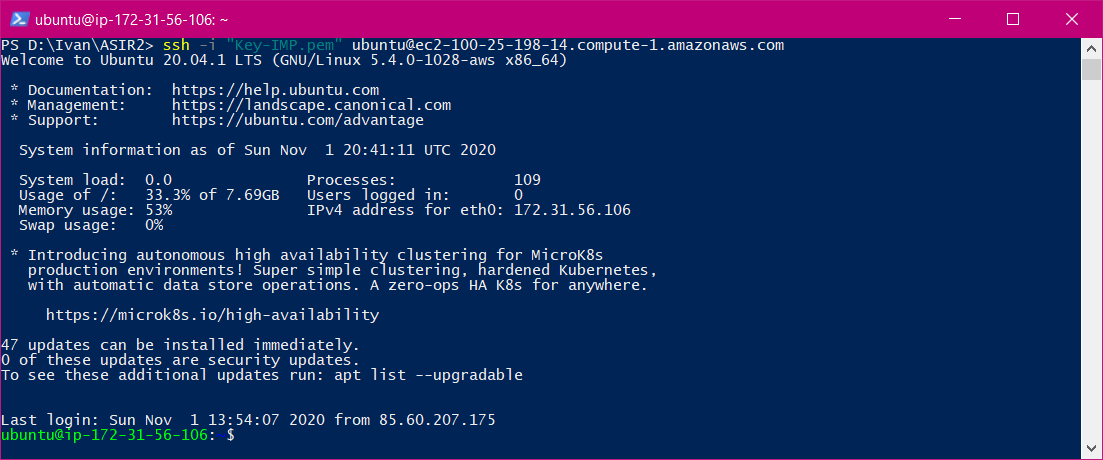 ubuntu@ip-172-31-56-106: ~
PS D:\Ivan\ASIR2> ssh -i "Key-IMP.pem" ubuntu@ec2-100-25-198-14.compute-1.amazonaws.com
Welcome to Ubuntu 20.04.1 LTS (GNU/Linux 5.4.0-1028-aws x86_64)
* Documentation:  https://help.ubuntu.com
* Management:     https://landscape.canonical.com
* Support:        https://ubuntu.com/advantage
System information as of Sun Nov  1 20:41:11 UTC 2020
System load:  0.0               Processes:             109
Usage of /:   33.3% of 7.69GB   Users logged in:       0
Memory usage: 53%               IPv4 address for eth0: 172.31.56.106
Swap usage:   0%
* Introducing autonomous high availability clustering for MicroK8s
production environments! Super simple clustering, hardened Kubernetes,
with automatic data store operations. A zero-ops HA K8s for anywhere.
https://microk8s.io/high-availability
47 updates can be installed immediately.
0 of these updates are security updates.
To see these additional updates run: apt list --upgradable
Last login: Sun Nov  1 13:54:07 2020 from 85.60.207.175
ubuntu@ip-172-31-56-106:~$